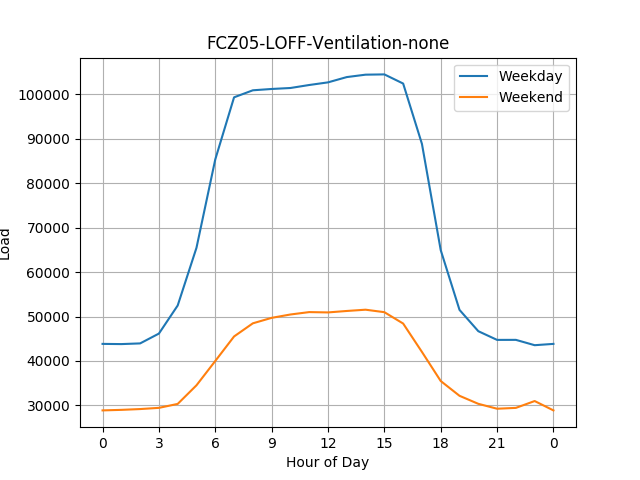 FCZ05-LOFF-Ventilation-none
Weekday
Weekend
Load
100000
90000
80000
70000
60000
50000
40000
30000
0 3 6 9 12 15 18 21 0
Hour of Day